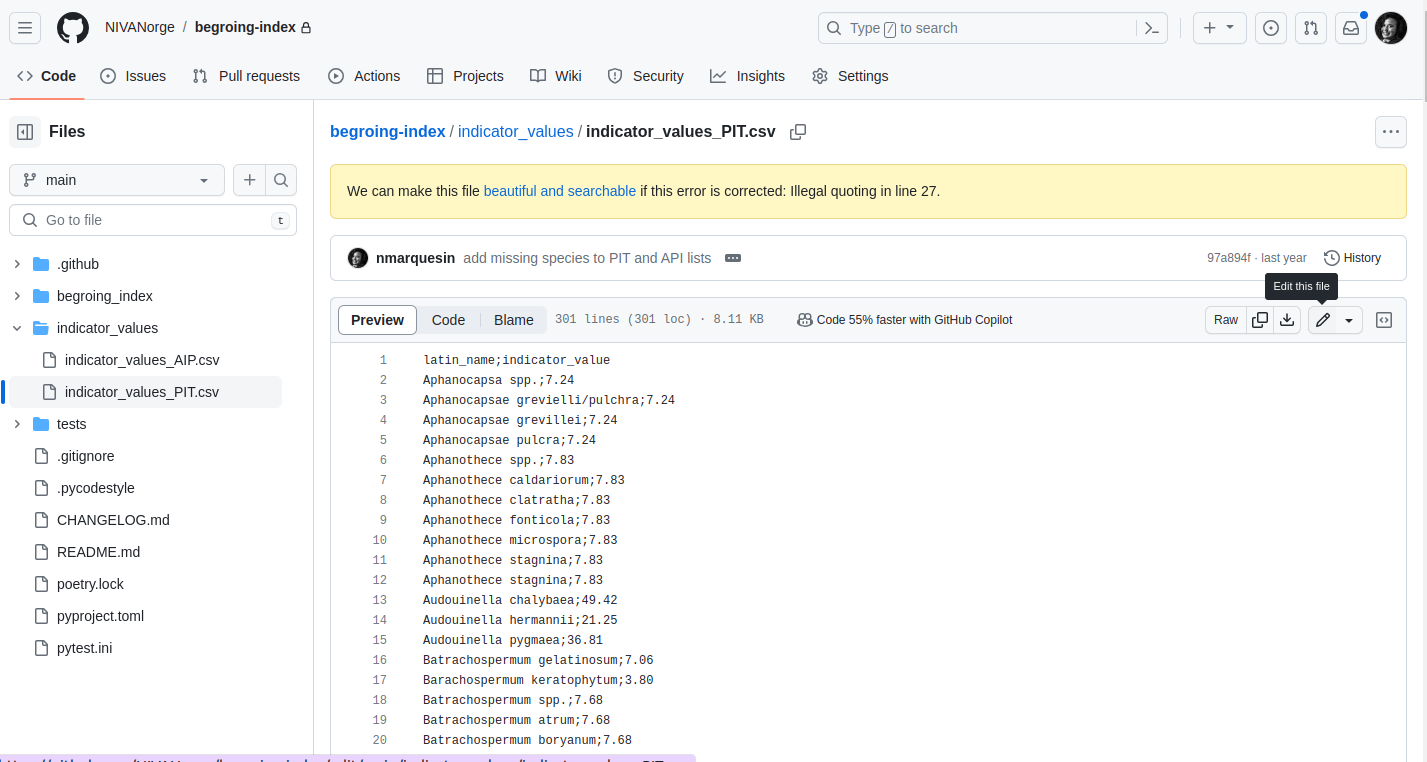 NIVANorge / begroing-index
Type / to search
Code
Issues
Pull requests
Actions
Projects
Wiki
Security
Insights
Settings
Files
main
Go to file
t
.github
begroing_index
indicator_values
indicator_values_AIP.csv
indicator_values_PIT.csv
tests
.gitignore
.pycodestyle
CHANGELOG.md
README.md
poetry.lock
pyproject.toml
pytest.ini
begroing-index / indicator_values / indicator_values_PIT.csv
We can make this file beautiful and searchable if this error is corrected: Illegal quoting in line 27.
nmarquesin add missing species to PIT and API lists
97a894f · last year
History
Edit this file
Preview
Code
Blame
301 lines (301 loc) · 8.11 KB
Code 55% faster with GitHub Copilot
Raw
1 latin_name;indicator_value
2 Aphanocapsa spp.;7.24
3 Aphanocapsae grevielli/pulchra;7.24
4 Aphanocapsae grevillei;7.24
5 Aphanocapsae pulcra;7.24
6 Aphanothece spp.;7.83
7 Aphanothece caldariorum;7.83
8 Aphanothece clatratha;7.83
9 Aphanothece fonticola;7.83
10 Aphanothece microspora;7.83
11 Aphanothece stagnina;7.83
12 Aphanothece stagnina;7.83
13 Audouinella chalybaea;49.42
14 Audouinella hermannii;21.25
15 Audouinella pygmaea;36.81
16 Batrachospermum gelatinosum;7.06
17 Barachospermum keratophytum;3.80
18 Batrachospermum spp.;7.68
19 Batrachospermum atrum;7.68
20 Batrachospermum boryanum;7.68